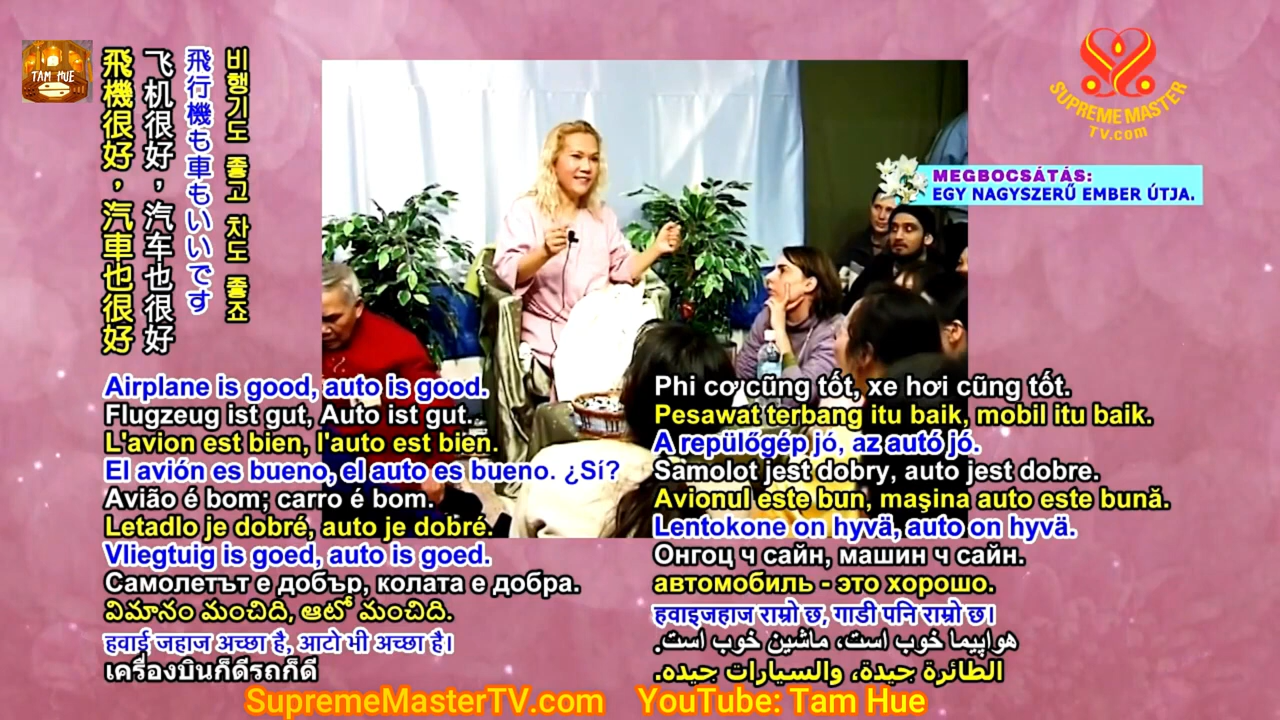 TAM HUE
飛機很好，汽車也很好
飞机很好，汽车也很好
飛行機も車もいいです
비행기도 좋고 차도 좋죠
SUPREME MASTER
TV.com
MEGBOCSÁTÁS:
EGY NAGYSZERŰ EMBER ÚTJA.
Airplane is good, auto is good.
Flugzeug ist gut, Auto ist gut.
L'avion est bien, l'auto est bien.
El avión es bueno, el auto es bueno. ¿Sí?
Avião é bom; carro é bom.
Letadlo je dobré, auto je dobré.
Vliegtuig is goed, auto is goed.
Самолетът е добър, колата е добра.
విమానం మంచిది, ఆటో మంచిది.
हवाई जहाज अच्छा है, आटो भी अच्छा है।
เครื่องบินก็ดีรถก็ดี
Phi cơ cũng tốt, xe hơi cũng tốt.
Pesawat terbang itu baik, mobil itu baik.
A repülőgép jó, az autó jó.
Samolot jest dobry, auto jest dobre.
Avionul este bun, maşina auto este bună.
Lentokone on hyvä, auto on hyvä.
Онгоц ч сайн, машин ч сайн.
автомобиль - это хорошо.
हवाइजहाज राम्रो छ, गाडी पनि राम्रो छ।
هواپیما خوب است، ماشین خوب است.
الطائرة جيدة، والسيارات جيده.
SupremeMasterTV.com YouTube: Tam Hue